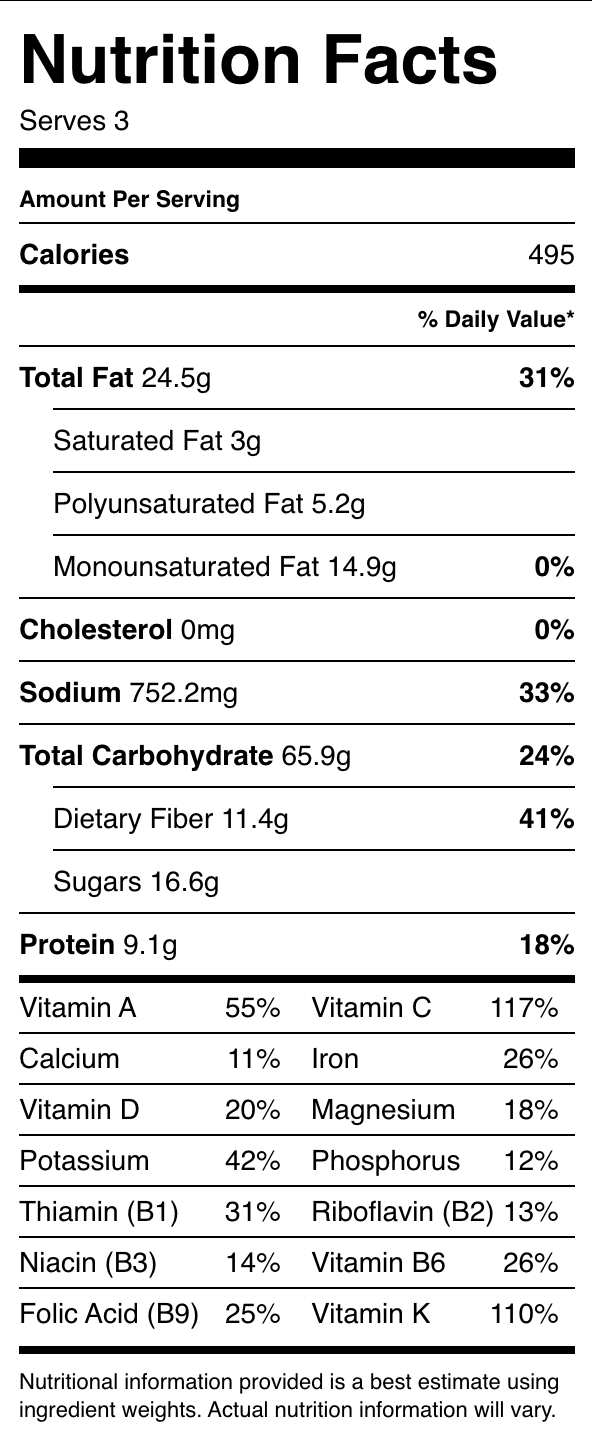 Nutrition Facts
Serves 3
Amount Per Serving
Calories 495
% Daily Value*
Total Fat 24.5g 31%
Saturated Fat 3g
Polyunsaturated Fat 5.2g
Monounsaturated Fat 14.9g 0%
Cholesterol 0mg 0%
Sodium 752.2mg 33%
Total Carbohydrate 65.9g 24%
Dietary Fiber 11.4g 41%
Sugars 16.6g
Protein 9.1g 18%
Vitamin A 55% Vitamin C 117%
Calcium 11% Iron 26%
Vitamin D 20% Magnesium 18%
Potassium 42% Phosphorus 12%
Thiamin (B1) 31% Riboflavin (B2) 13%
Niacin (B3) 14% Vitamin B6 26%
Folic Acid (B9) 25% Vitamin K 110%
Nutritional information provided is a best estimate using
ingredient weights. Actual nutrition information will vary.